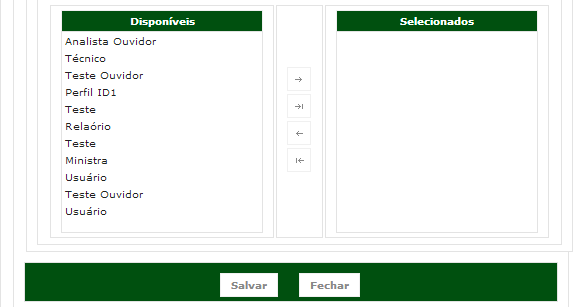 Disponíveis
Selecionados
Analista Ouvidor
Técnico
Teste Ouvidor
Perfil ID1
Teste
Relaório
Teste
Ministra
Usuário
Teste Ouvidor
Usuário
Salvar
Fechar